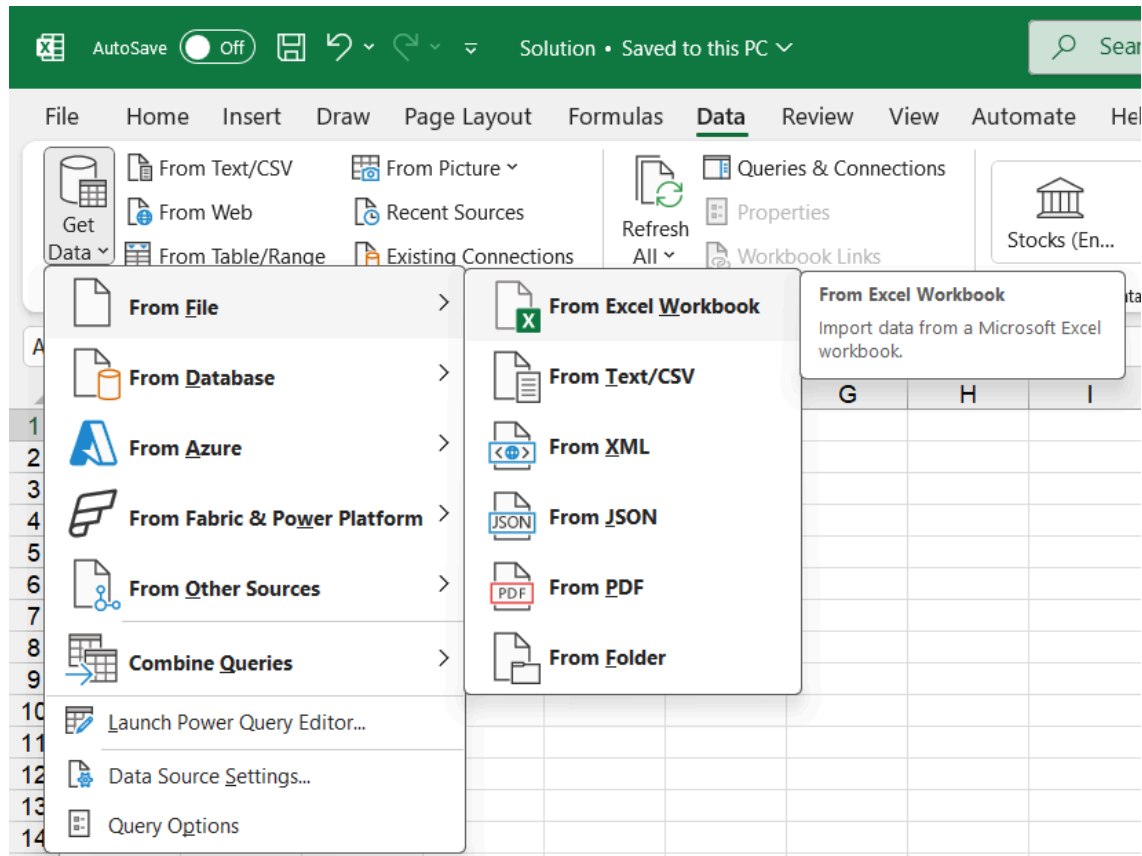 AutoSave Off Solution • Saved to this PC
File Home Insert Draw Page Layout Formulas Data Review View Automate
From Text/CSV From Picture Queries & Connections
Get From Web Recent Sources Refresh Properties Stocks (En...
Data From Table/Range Existing Connections All Workbook Links
From File
From Database
From Azure
From Fabric & Power Platform
From Other Sources
Combine Queries
Launch Power Query Editor...
Data Source Settings...
Query Options
From Excel Workbook
From Text/CSV
From XML
JSON From JSON
PDF From PDF
From Folder
From Excel Workbook
Import data from a Microsoft Excel
workbook.
G H I
1
2
3
4
5
6
7
8
9
10
11
12
13
14